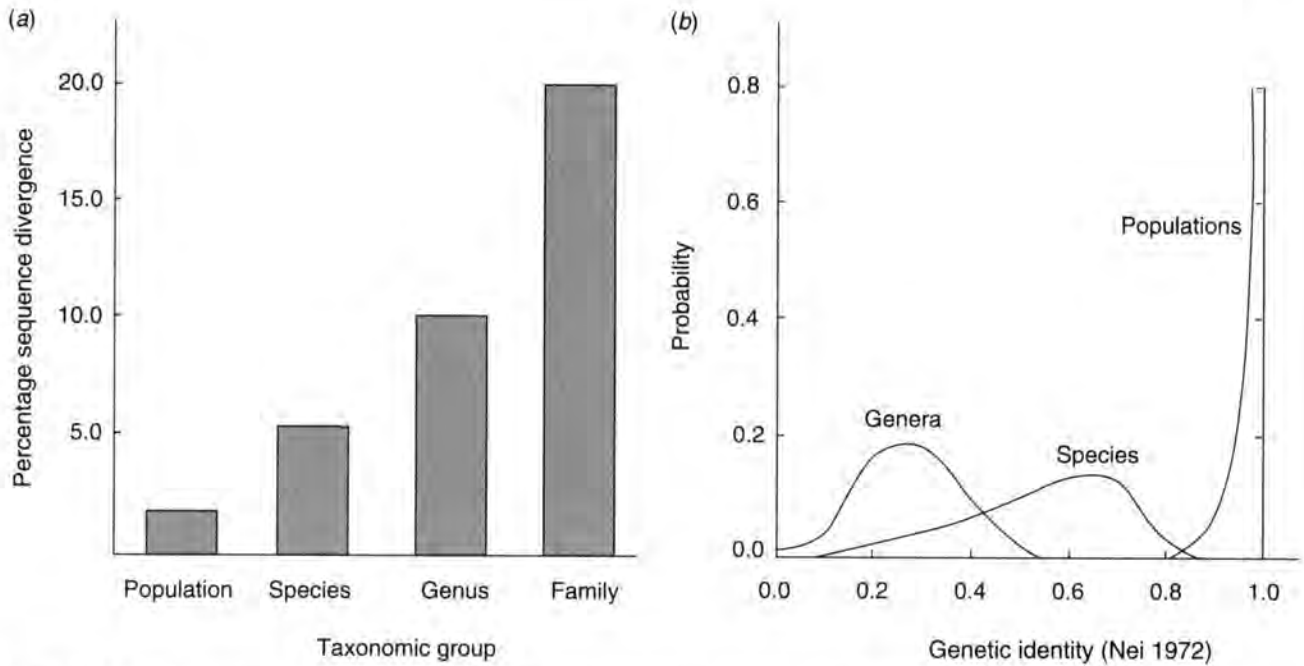 (a)
Percentage sequence divergence
20.0
15.0
10.0
5.0
Population
Species
Genus
Family
Taxonomic group
(b)
Probability
0.8
0.6
0.4
0.2
0.0
Populations
Genera
Species
0.0
0.2
0.4
0.6
0.8
1.0
Genetic identity (Nei 1972)